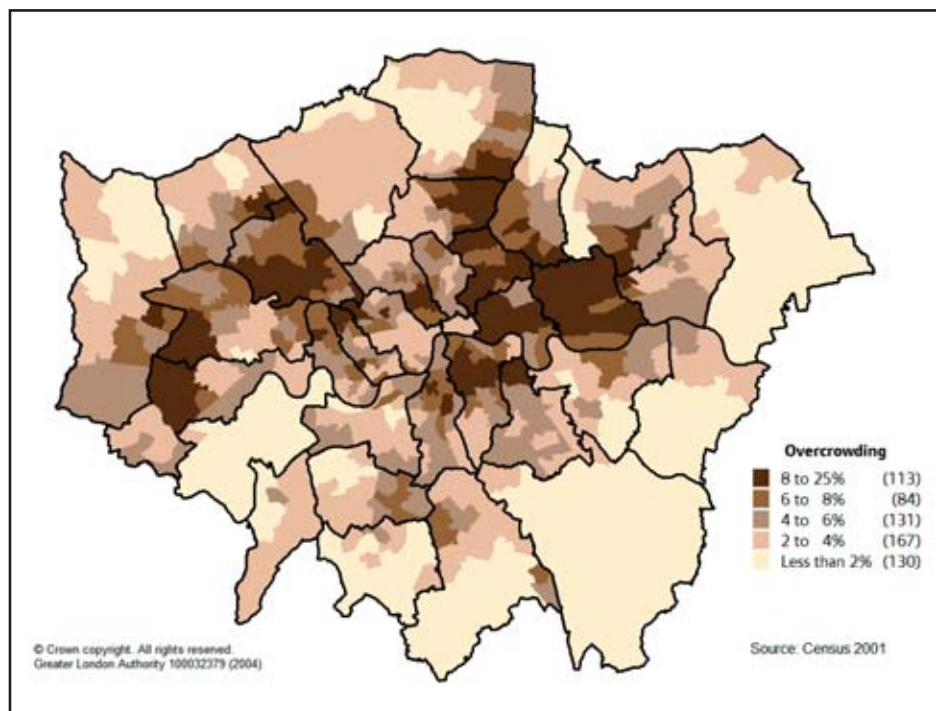 Overcrowding
8 to 25% (113)
6 to 8% (84)
4 to 6% (131)
2 to 4% (167)
Less than 2% (130)
© Crown copyright. All rights reserved.
Greater London Authority 100032379 (2004)
Source: Census 2001